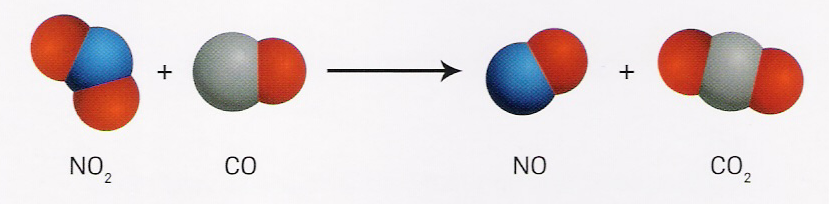 + +
NO₂ CO NO CO₂